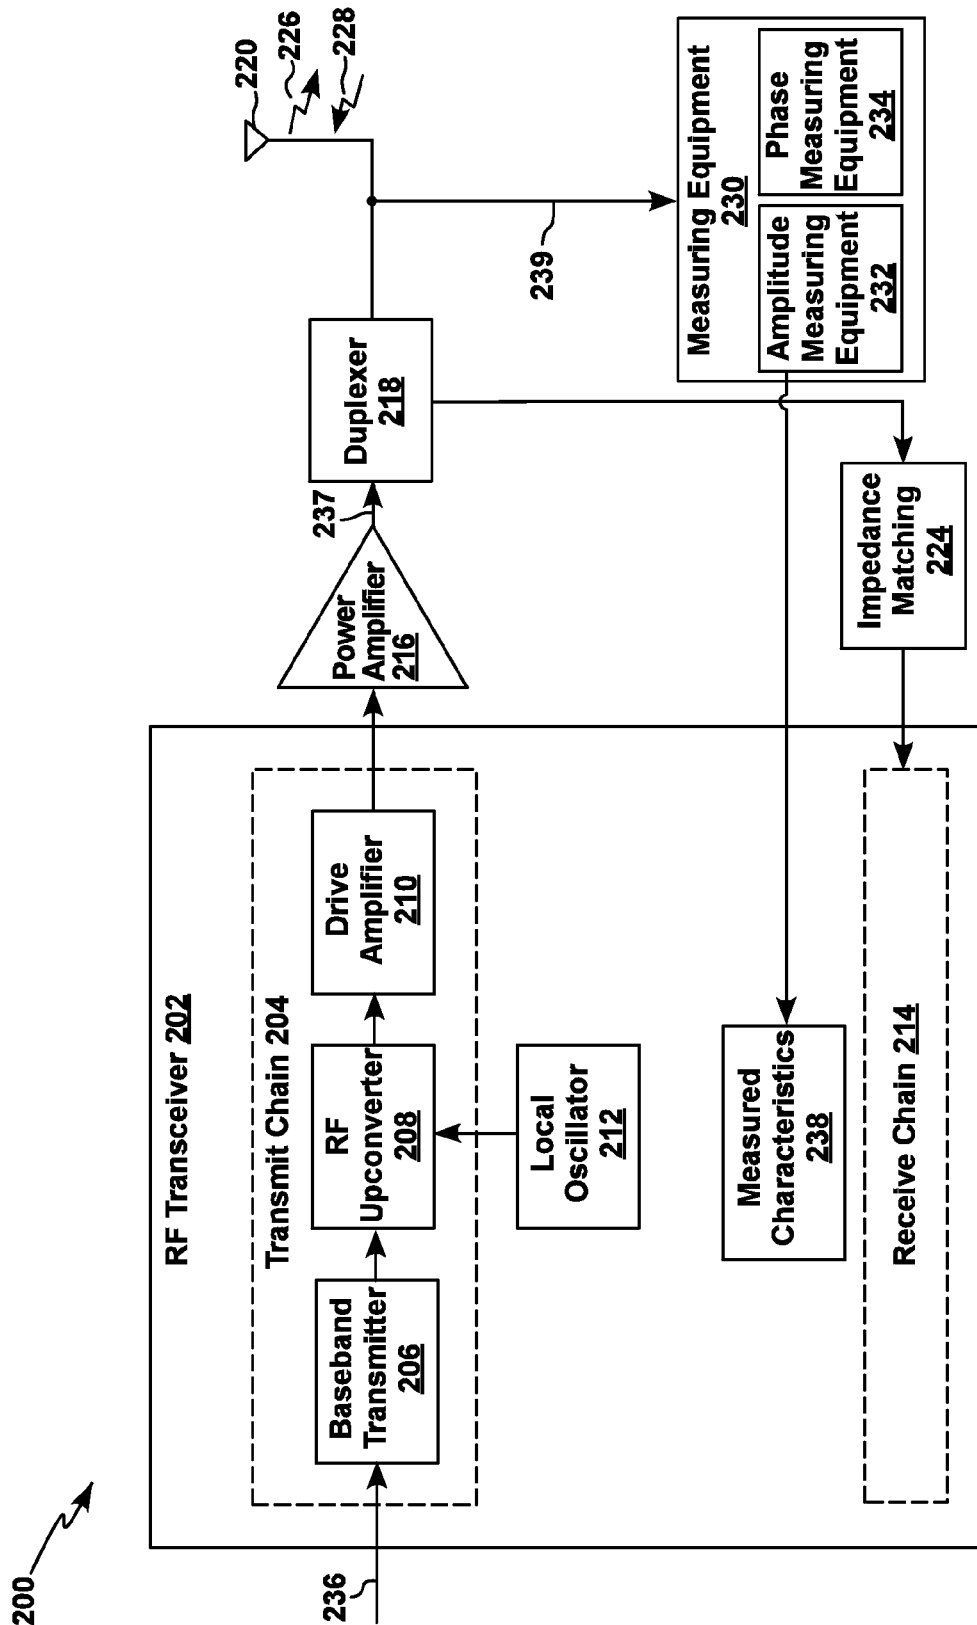 200
236
RF Transceiver 202
Transmit Chain 204
Baseband
Transmitter
206
RF
Upconverter
208
Drive
Amplifier
210
Local
Oscillator
212
Power
Amplifier
216
237
Duplexer
218
220
226
228
239
Measuring Equipment
230
Amplitude
Measuring
Equipment
232
Phase
Measuring
Equipment
234
Measured
Characteristics
238
Impedance
Matching
224
Receive Chain 214